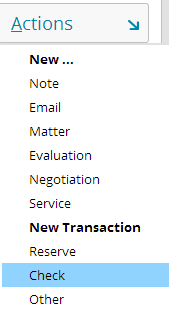 Actions
New ...
Note
Email
Matter
Evaluation
Negotiation
Service
New Transaction
Reserve
Check
Other